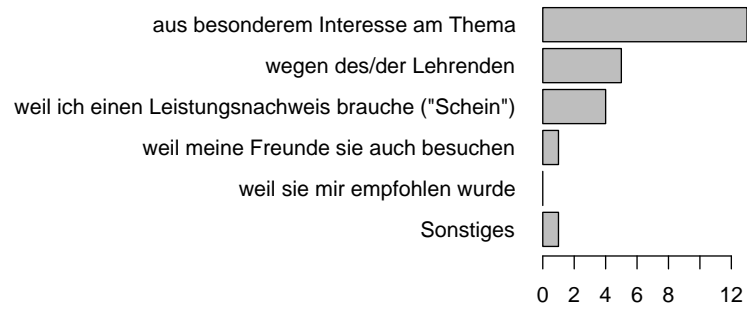 aus besonderem Interesse am Thema
wegen des/der Lehrenden
weil ich einen Leistungsnachweis brauche ("Schein")
weil meine Freunde sie auch besuchen
weil sie mir empfohlen wurde
Sonstiges
0 2 4 6 8 12